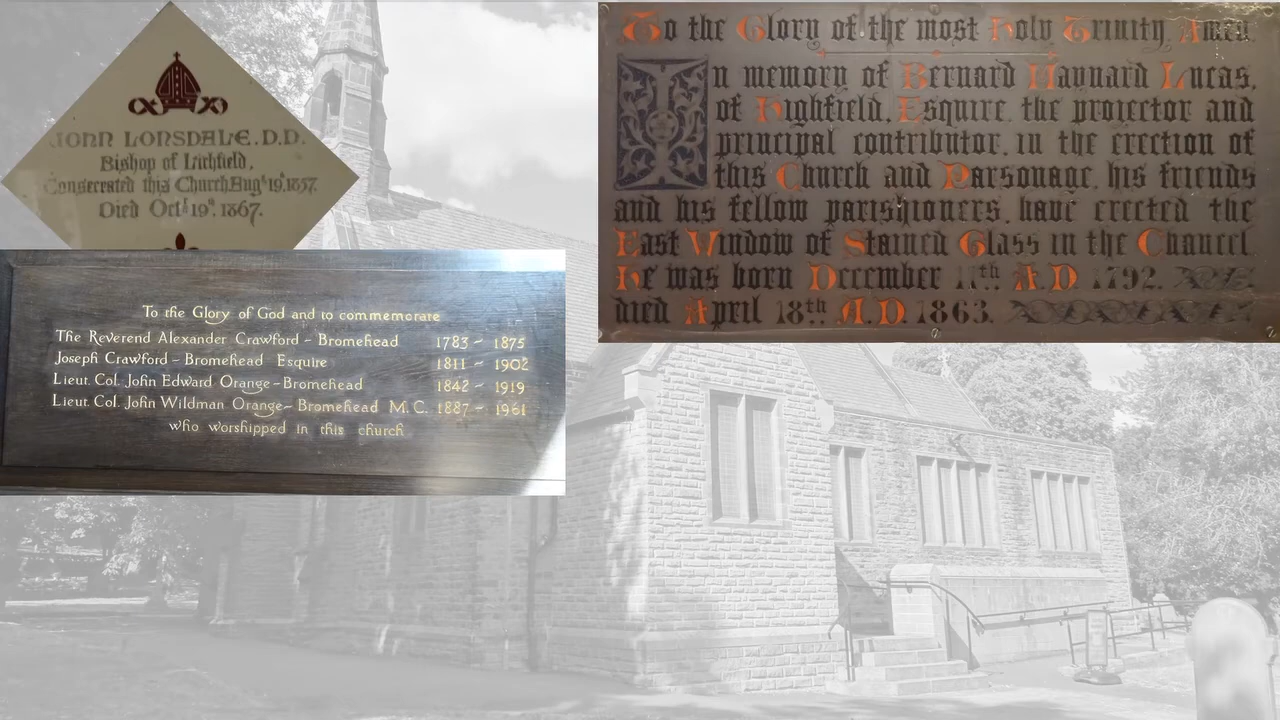 JOHN LONSDALE, D.D.
Bishop of Lichfield,
Consecrated this Church Augt 19th, 1857.
Died Octr 19th, 1867.
To the Glory of God and to commemorate
The Reverend Alexander Crawford – Bromehead 1783 ~ 1875
Joseph Crawford – Bromehead Esquire 1811 ~ 1902
Lieut. Col. John Edward Orange – Bromehead 1842 ~ 1919
Lieut. Col. John Wildman Orange – Bromehead M.C. 1887 ~ 1961
who worshipped in this church
To the Glory of the most Holy Trinity, Amen.
In memory of Bernard Maynard Lucas,
of Highfield, Esquire, the projector and
principal contributor, in the erection of
this Church and Parsonage, his friends
and his fellow parishioners, have erected the
East Window of Stained Glass in the Chancel.
He was born December 11th A.D. 1792.
died April 18th A.D. 1863.